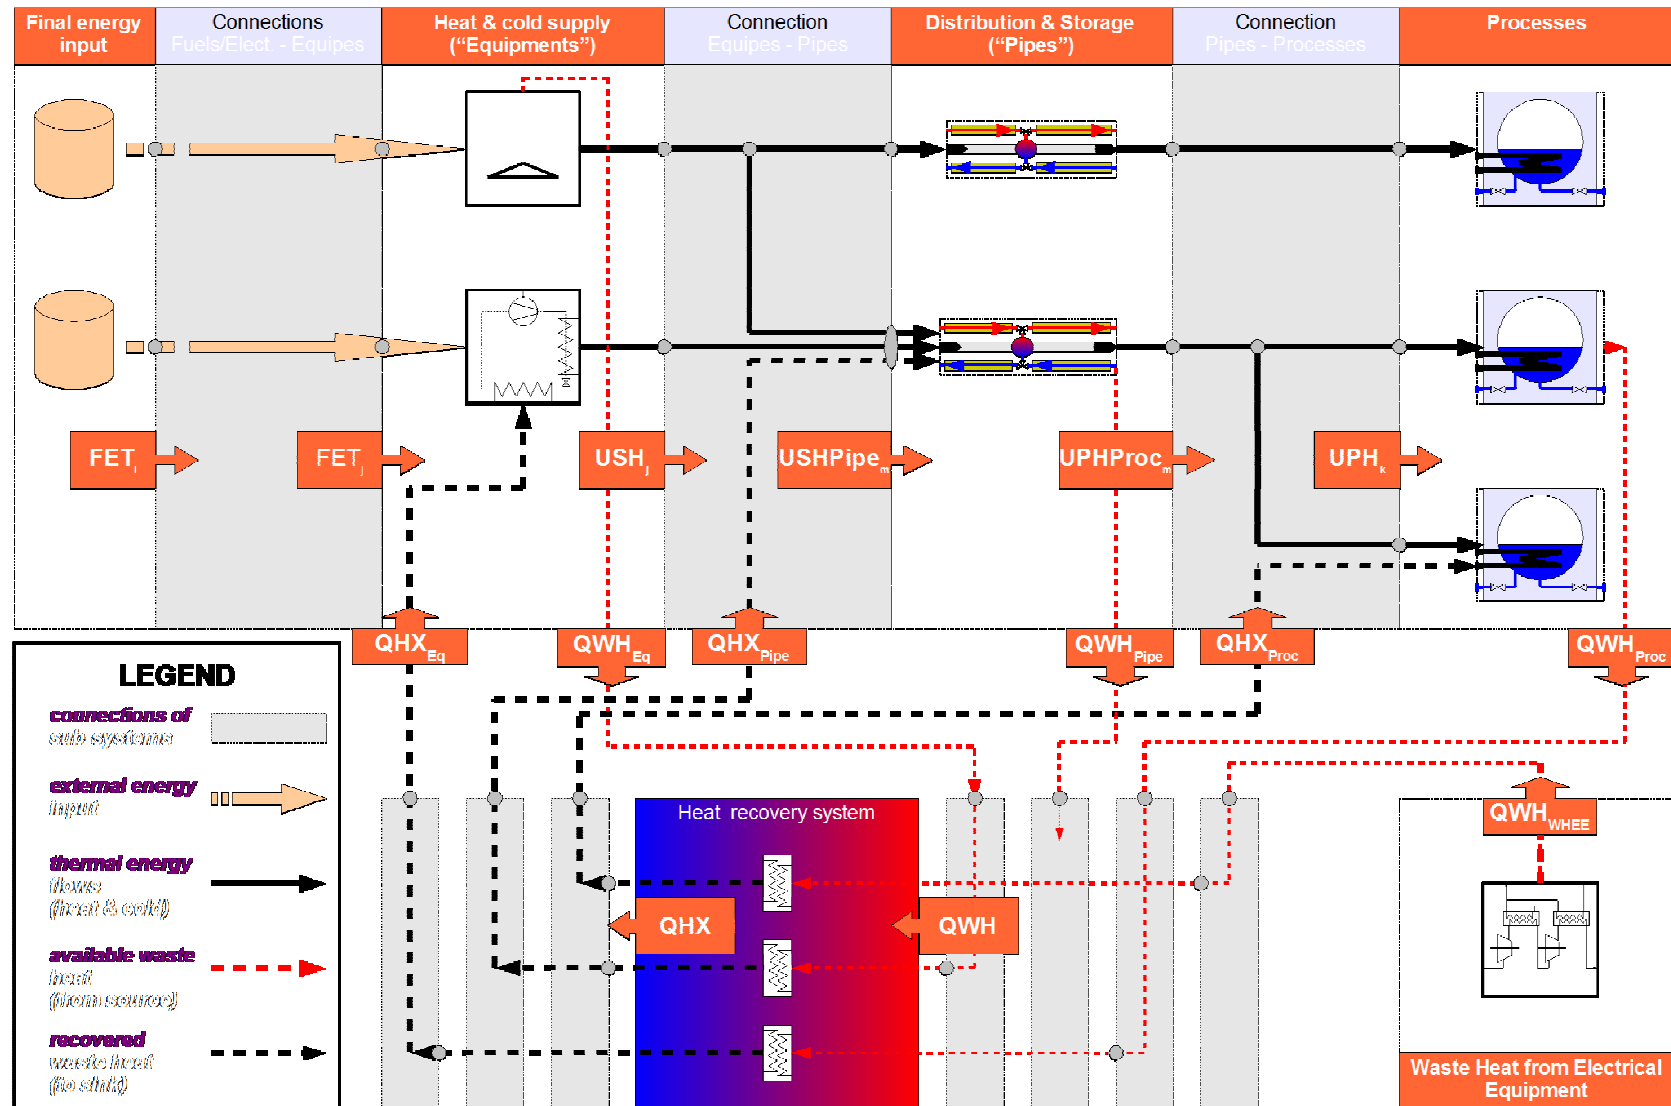 Final energy
input
Connections
Fuels/Elect. - Equipes
Heat & cold supply
(“Equipments”)
Connection
Equipes - Pipes
Distribution & Storage
(“Pipes”)
Connection
Pipes - Processes
Processes
FETi
FETj
USHj
USHPipem
UPHProcm
UPHk
QHXEq
QWHEq
QHXPipe
QWHPipe
QHXProc
QWHProc
LEGEND
connections of
sub systems
external energy
input
thermal energy
flows
(heat & cold)
available waste
heat
(from source)
recovered
waste heat
(to sink)
Heat recovery system
QHX
QWH
QWHWHEE
Waste Heat from Electrical
Equipment